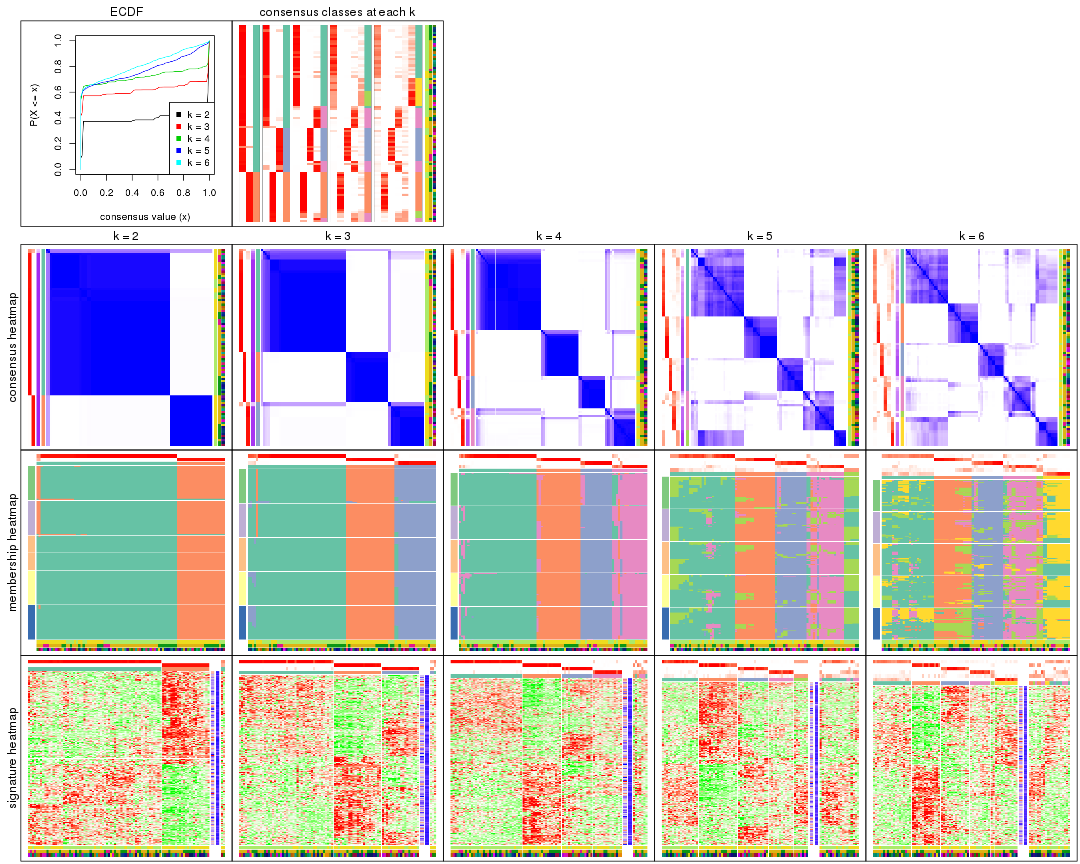 ECDF
consensus classes at each k
P(X <= x)
0.0
0.2
0.4
0.6
0.8
1.0
k = 2
k = 3
k = 4
k = 5
k = 6
0.0 0.2 0.4 0.6 0.8 1.0
consensus value (x)
k = 2
k = 3
k = 4
k = 5
k = 6
consensus heatmap
membership heatmap
signature heatmap